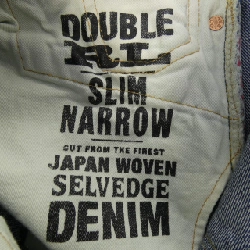 DOUBLE
RL
SLIM
NARROW
CUT FROM THE FINEST
JAPAN WOVEN
SELVEDGE
DENIM